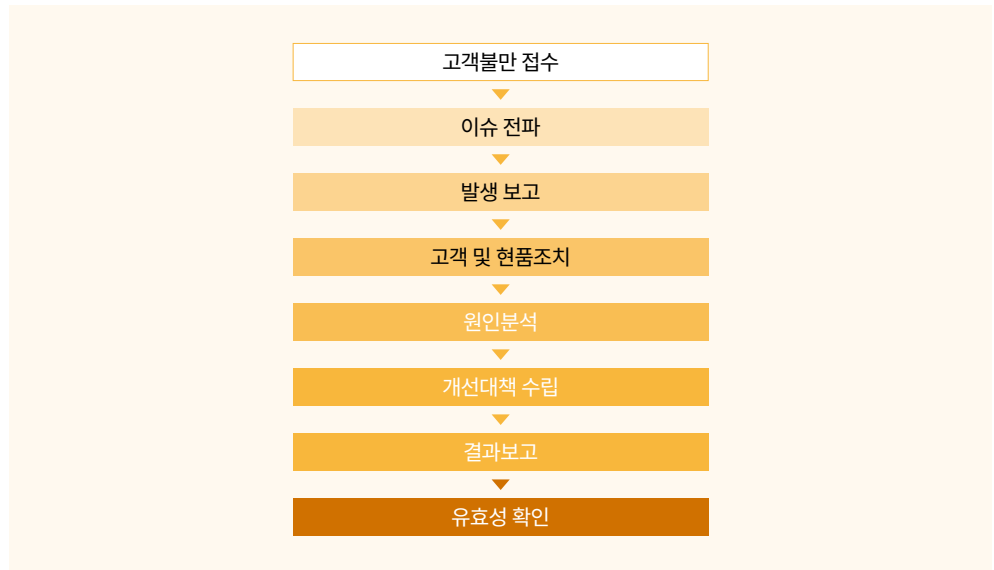 고객불만 접수
이슈 전파
발생 보고
고객 및 현품조치
원인분석
개선대책 수립
결과보고
유효성 확인